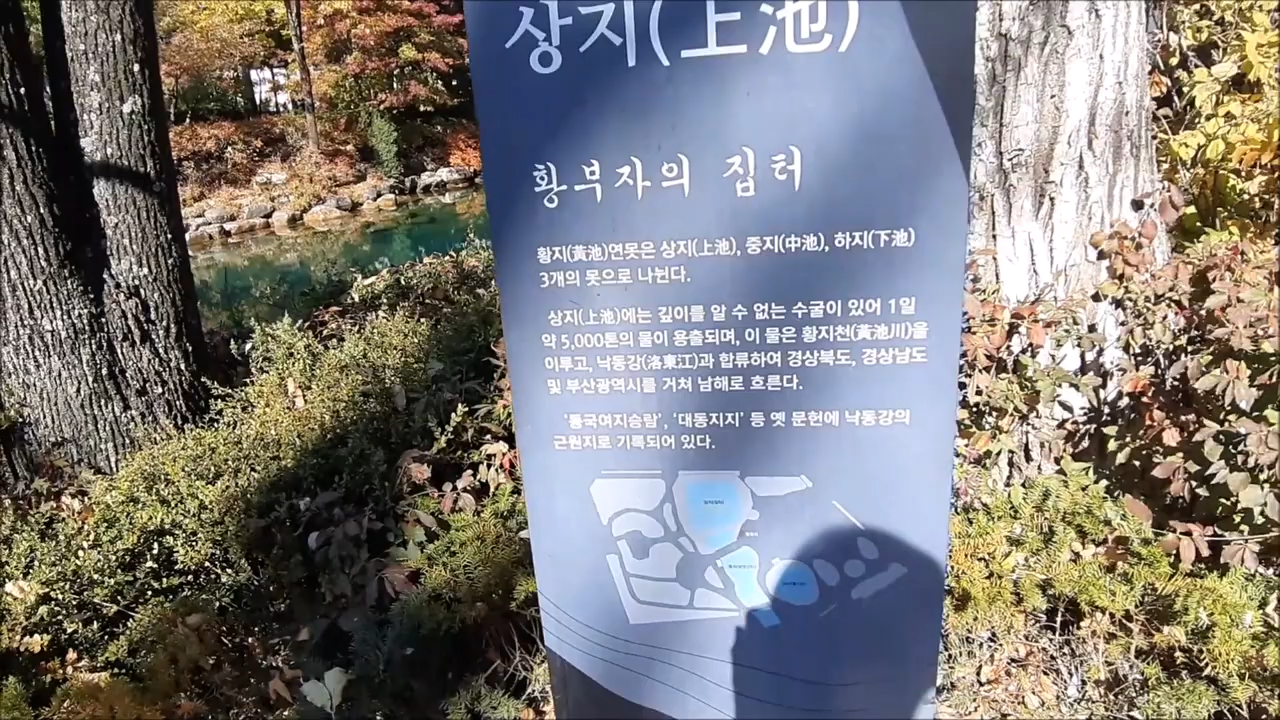 상지(上池)
황부자의 집터
황지(黃池)연못은 상지(上池), 중지(中池), 하지(下池)
3개의 못으로 나뉜다.
상지(上池)에는 깊이를 알 수 없는 수굴이 있어 1일
약 5,000톤의 물이 용출되며, 이 물은 황지천(黃池川)을
이루고, 낙동강(洛東江)과 합류하여 경상북도, 경상남도
및 부산광역시를 거쳐 남해로 흐른다.
'동국여지승람', '대동지지' 등 옛 문헌에 낙동강의
근원지로 기록되어 있다.